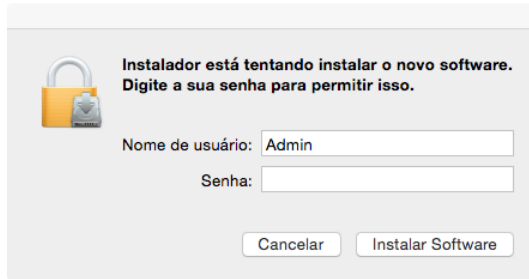 Instalador está tentando instalar o novo software.
Digite a sua senha para permitir isso.
Nome de usuário: Admin
Senha:
Cancelar Instalar Software